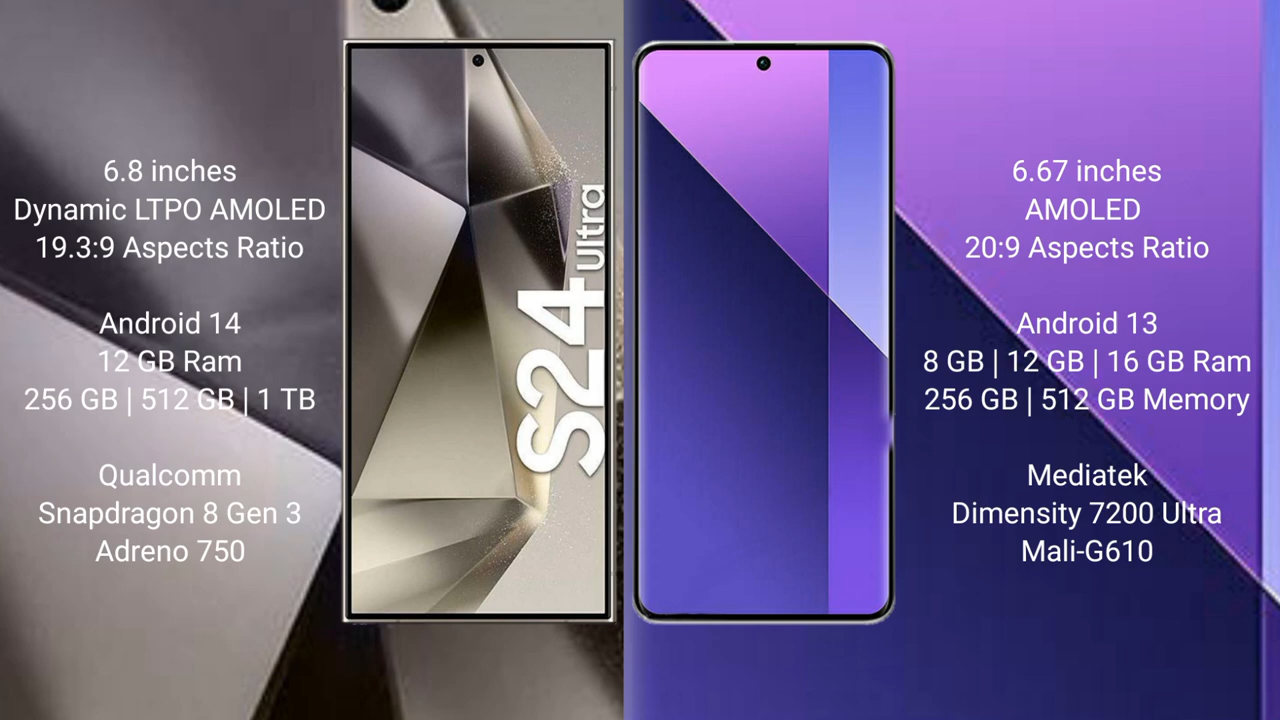 6.8 inches
Dynamic LTPO AMOLED
19.3:9 Aspects Ratio
Android 14
12 GB Ram
256 GB | 512 GB | 1 TB
Qualcomm
Snapdragon 8 Gen 3
Adreno 750
S24 Ultra
6.67 inches
AMOLED
20:9 Aspects Ratio
Android 13
8 GB | 12 GB | 16 GB Ram
256 GB | 512 GB Memory
Mediatek
Dimensity 7200 Ultra
Mali-G610